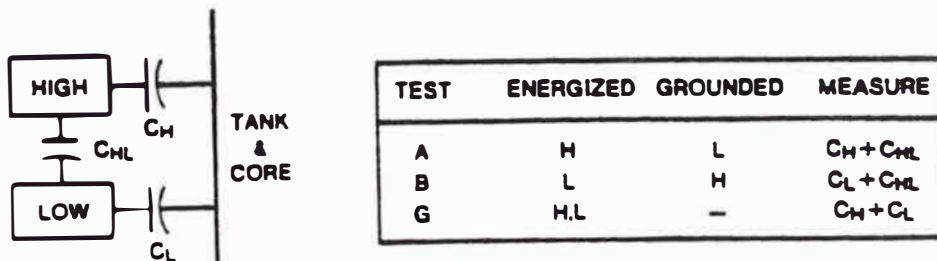 HIGH
CH
CHL
TANK
&
CORE
LOW
CL
TEST ENERGIZED GROUNDED MEASURE
A H L CH + CHL
B L H CL + CHL
G H,L – CH + CL